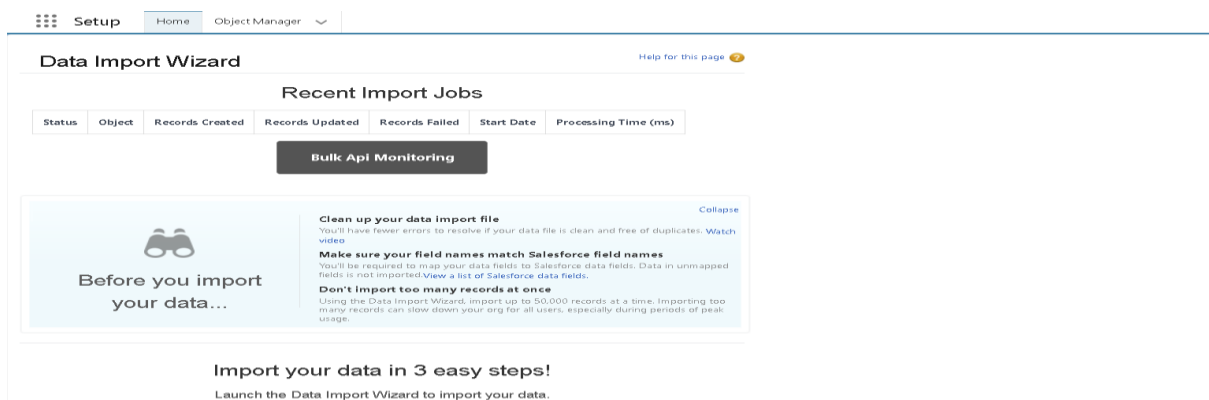 Setup Home Object Manager
Data Import Wizard
Help for this page ?
Recent Import Jobs
Status Object Records Created Records Updated Records Failed Start Date Processing Time (ms)
Bulk Api Monitoring
Collapse
Before you import
your data...
Clean up your data import file
You'll have fewer errors to resolve if your data file is clean and free of duplicates. Watch
video
Make sure your field names match Salesforce field names
You'll be required to map your data fields to Salesforce data fields. Data in unmapped
fields is not imported.View a list of Salesforce data fields.
Don't import too many records at once
Using the Data Import Wizard, import up to 50,000 records at a time. Importing too
many records can slow down your org for all users, especially during periods of peak
usage.
Import your data in 3 easy steps!
Launch the Data Import Wizard to import your data.